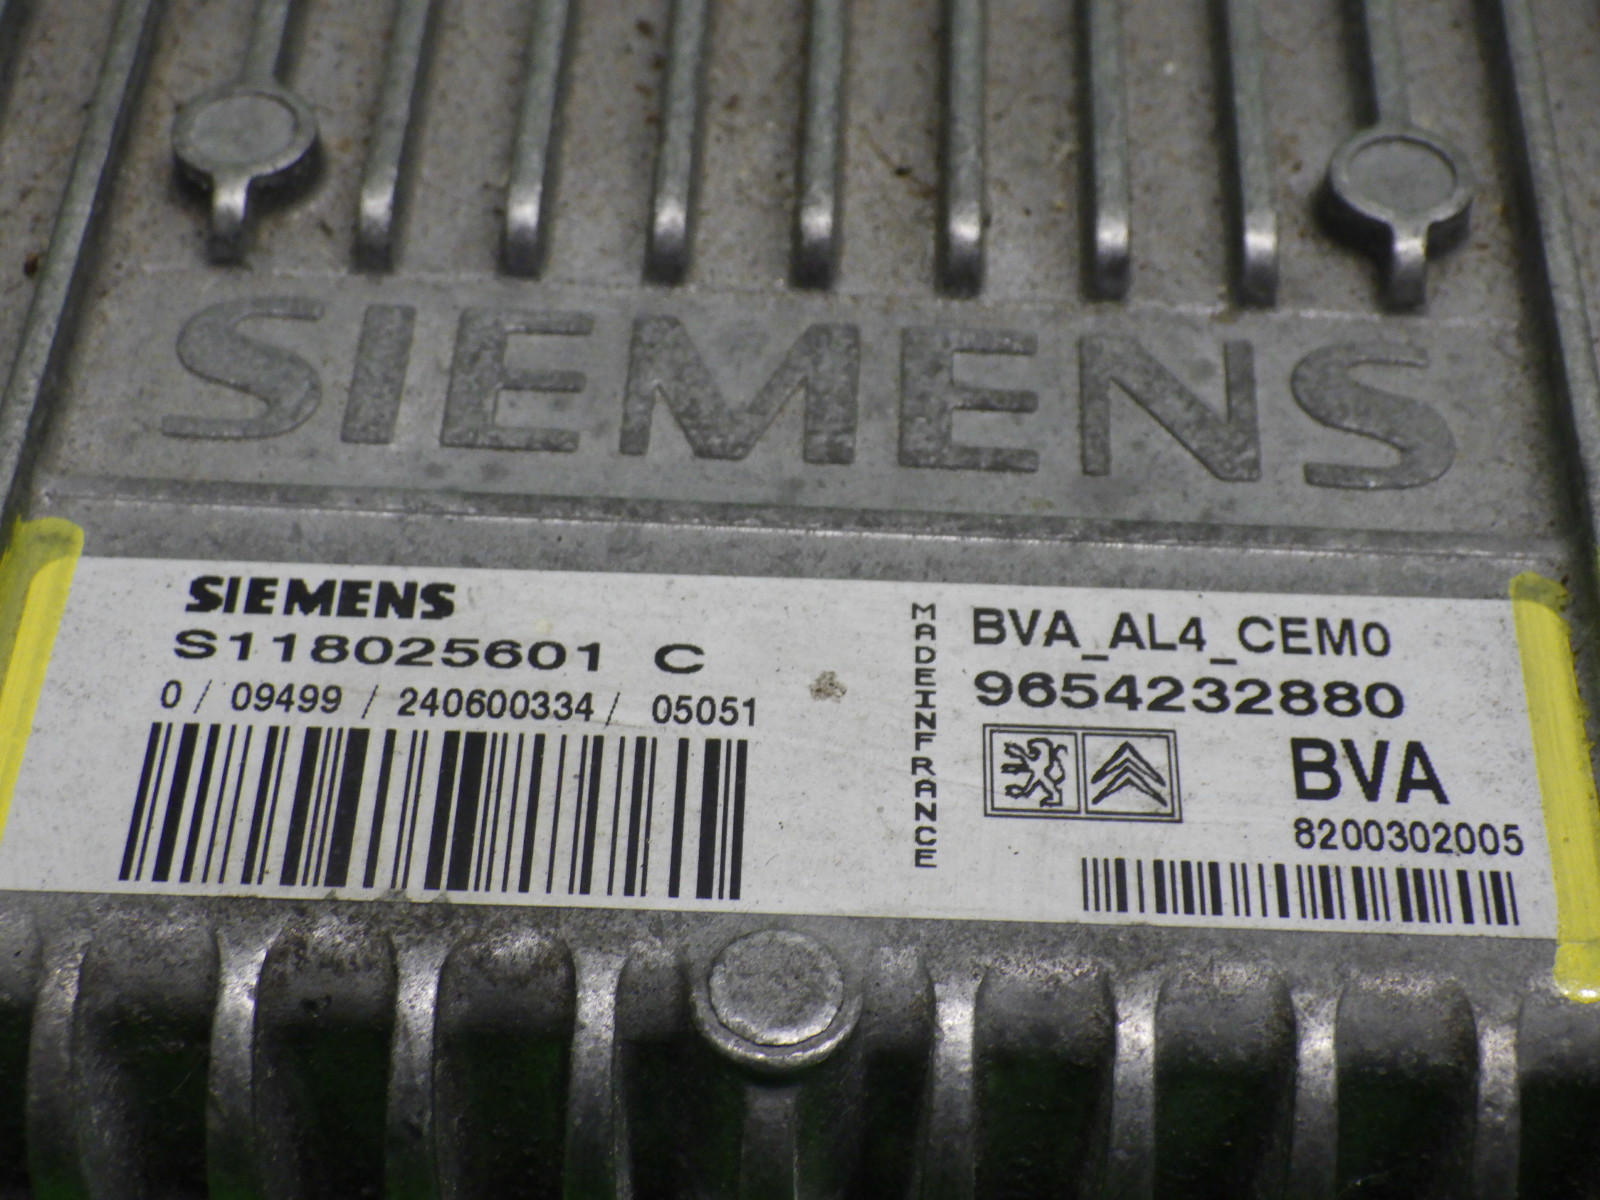 SIEMENS
SIEMENS
S118025601 C
0 / 09499 / 240600334 / 05051
MADEINFRANCE
BVA_AL4_CEM0
9654232880
BVA
8200302005